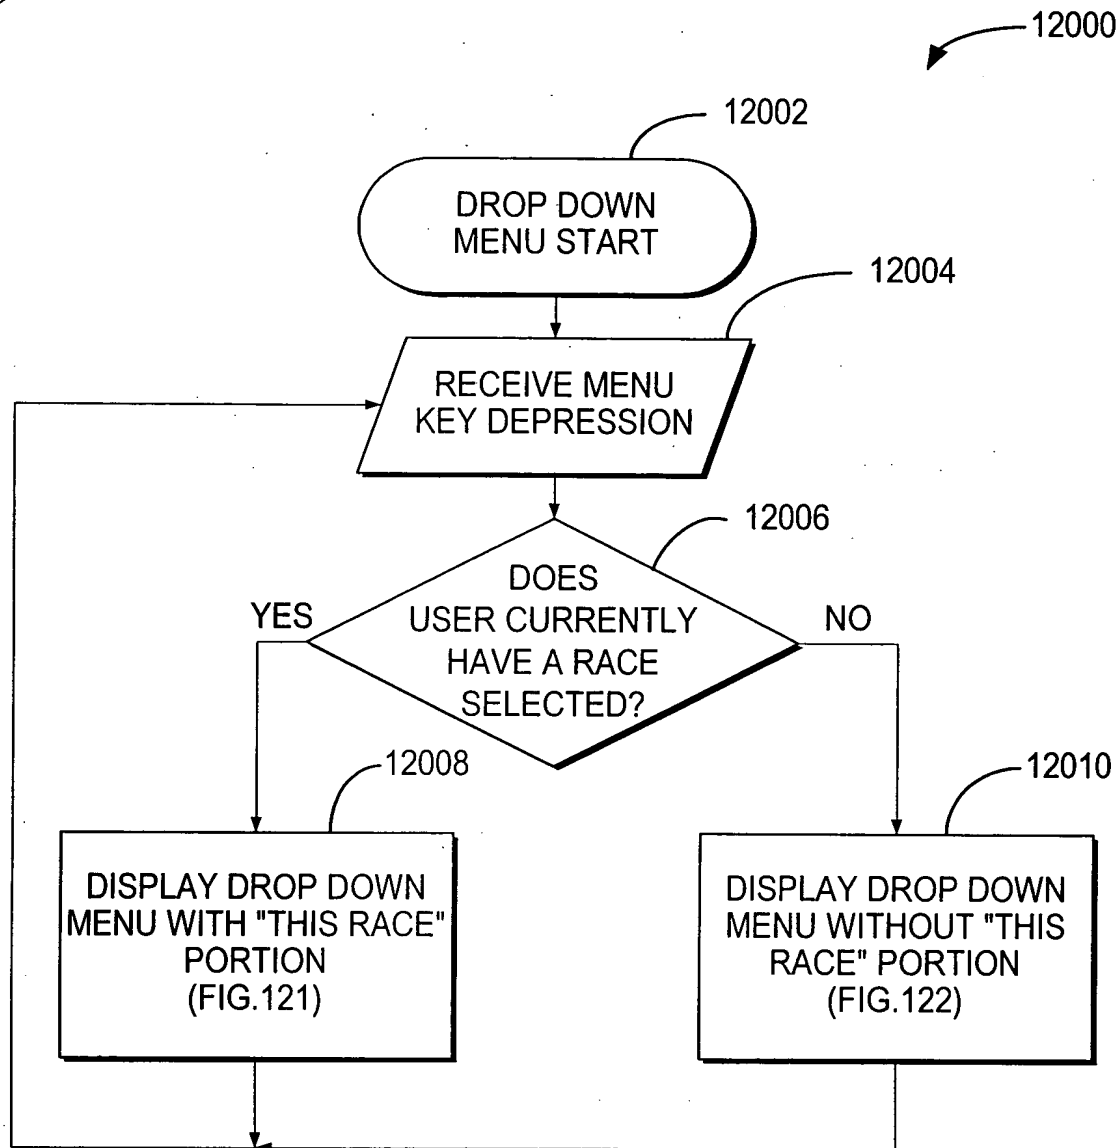 12000
12002
DROP DOWN
MENU START
12004
RECEIVE MENU
KEY DEPRESSION
12006
DOES
USER CURRENTLY
HAVE A RACE
SELECTED?
YES
NO
12008
DISPLAY DROP DOWN
MENU WITH "THIS RACE"
PORTION
(FIG.121)
12010
DISPLAY DROP DOWN
MENU WITHOUT "THIS
RACE" PORTION
(FIG.122)